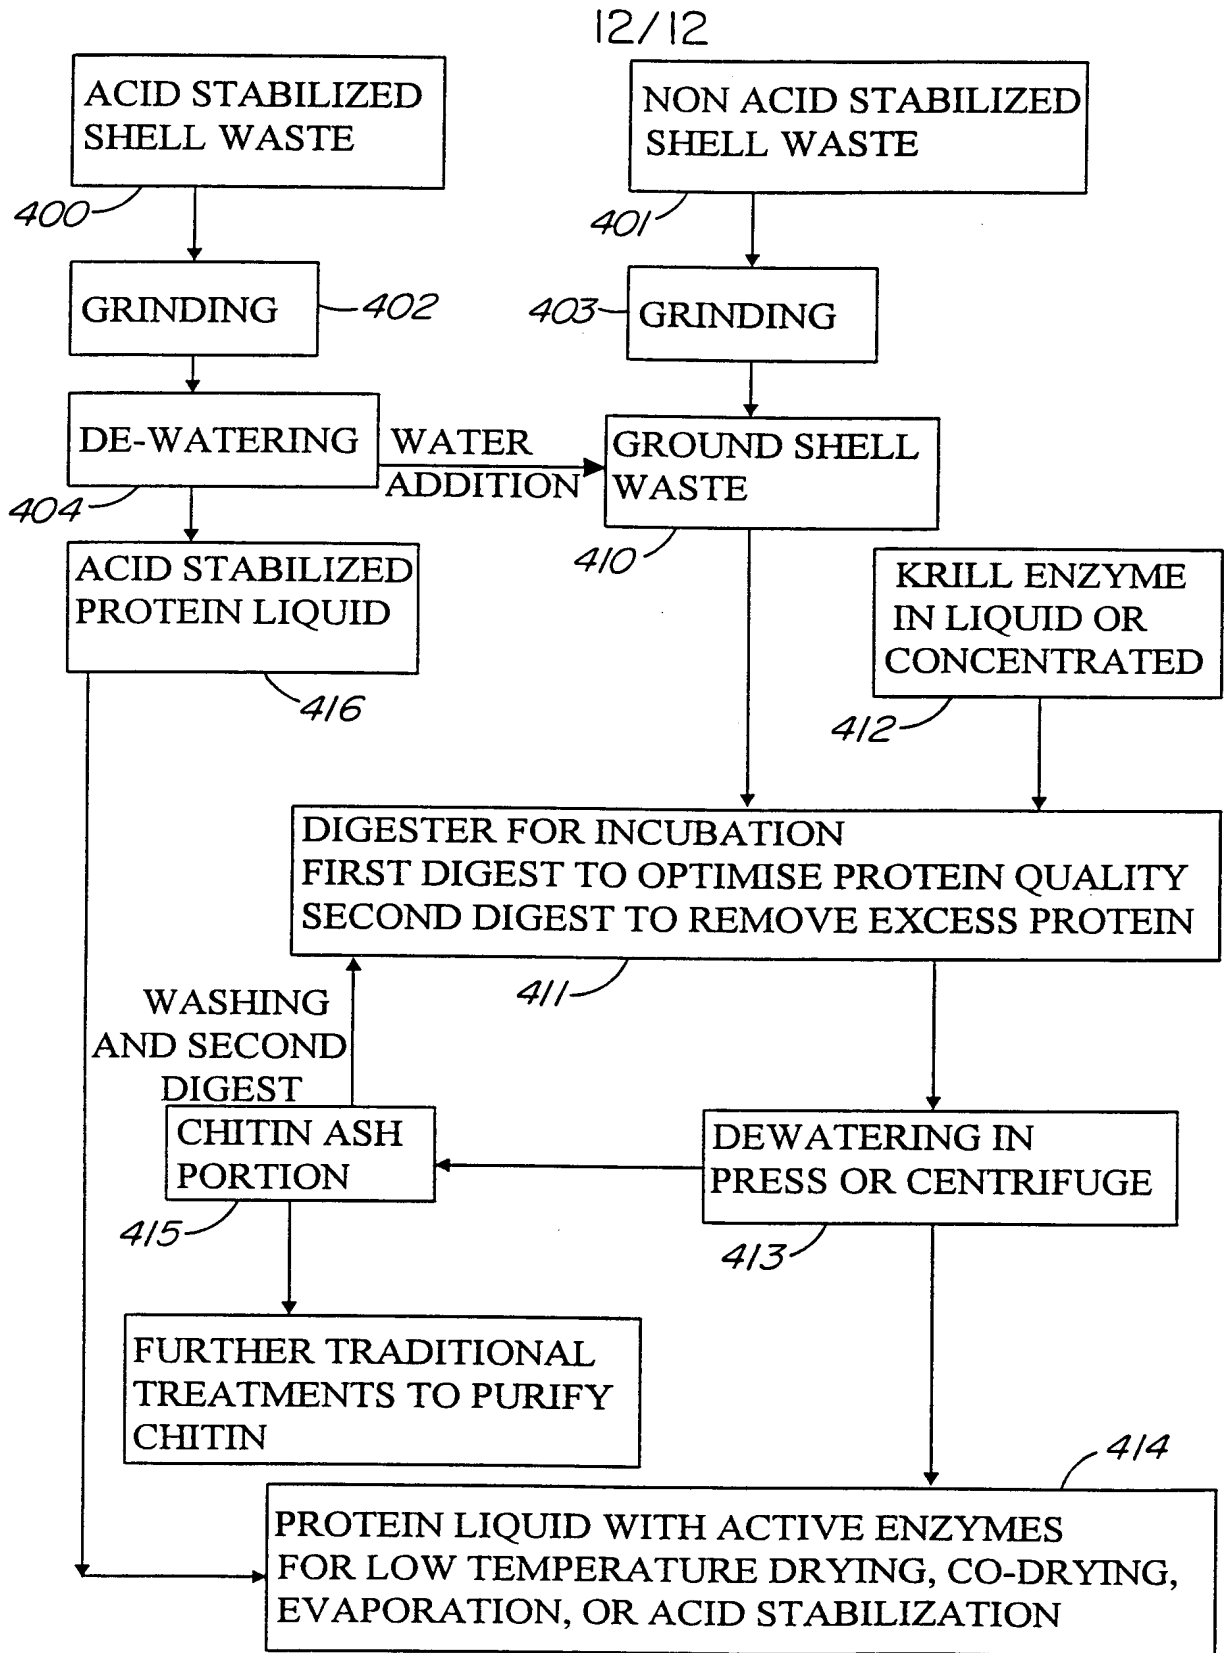 12/12
ACID STABILIZED
SHELL WASTE
400
NON ACID STABILIZED
SHELL WASTE
401
GRINDING
402
403
GRINDING
DE-WATERING
404
WATER
ADDITION
GROUND SHELL
WASTE
410
ACID STABILIZED
PROTEIN LIQUID
416
KRILL ENZYME
IN LIQUID OR
CONCENTRATED
412
DIGESTER FOR INCUBATION
FIRST DIGEST TO OPTIMISE PROTEIN QUALITY
SECOND DIGEST TO REMOVE EXCESS PROTEIN
411
WASHING
AND SECOND
DIGEST
CHITIN ASH
PORTION
415
DEWATERING IN
PRESS OR CENTRIFUGE
413
FURTHER TRADITIONAL
TREATMENTS TO PURIFY
CHITIN
414
PROTEIN LIQUID WITH ACTIVE ENZYMES
FOR LOW TEMPERATURE DRYING, CO-DRYING,
EVAPORATION, OR ACID STABILIZATION